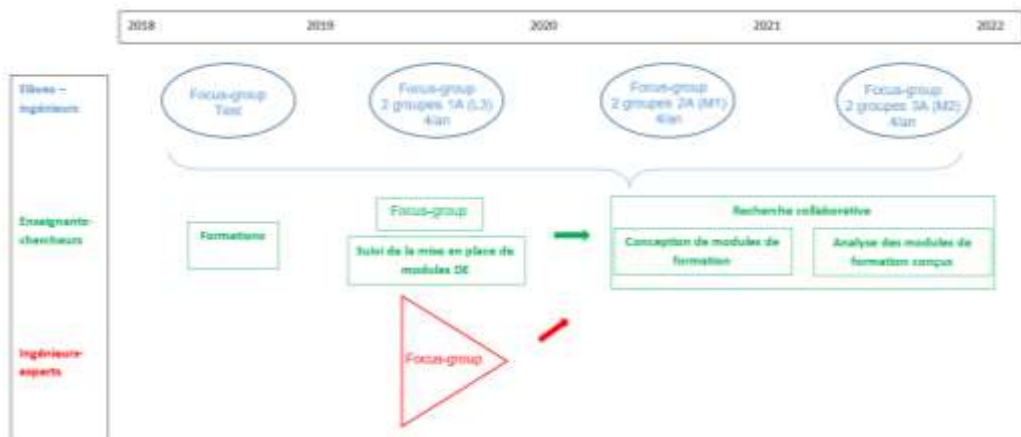 2018 2019 2020 2021 2022
Elèves –
ingénieurs
Focus-group
Test
Focus-group
2 groupes 1A (L3)
4/an
Focus-group
2 groupes 2A (M1)
4/an
Focus-group
2 groupes 3A (M2)
4/an
Enseignants-
chercheurs
Formations
Focus-group
Suivi de la mise en place de
modules DE
Recherche collaborative
Conception de modules de
formation
Analyse des modules de
formation conçus
Ingénieurs-
experts
Focus-group